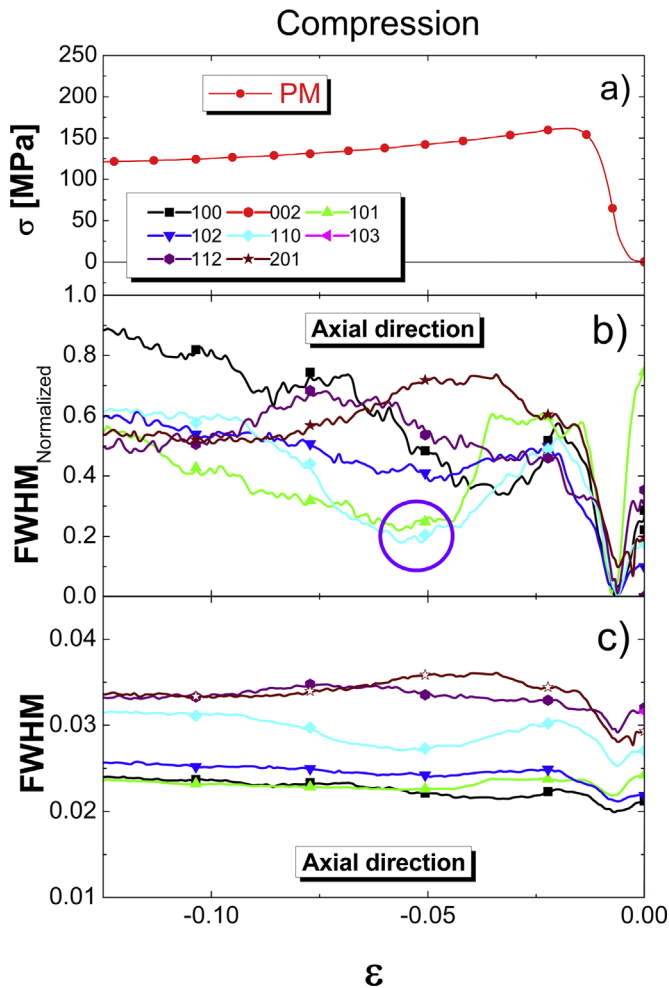 Compression
250
200
150
100
50
0
σ [MPa]
PM
a)
100 002 101
102 110 103
112 201
1.0
0.8
0.6
0.4
0.2
0.0
FWHM Normalized
Axial direction
b)
0.04
0.03
0.02
0.01
FWHM
c)
Axial direction
-0.10 -0.05 0.00
ε